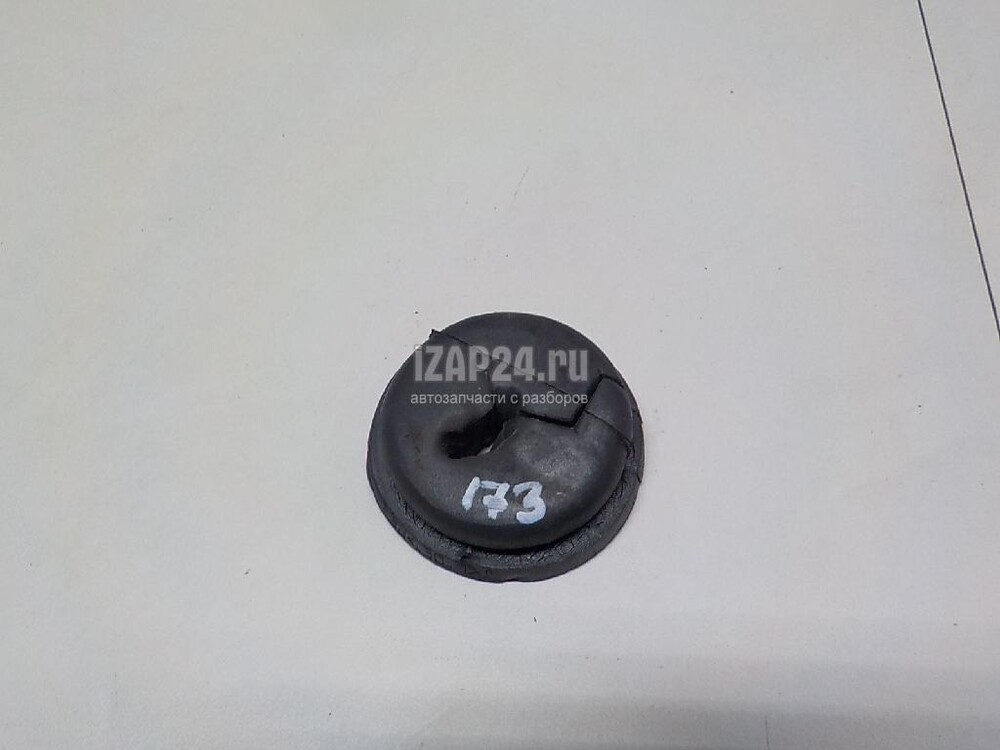 iZAP24.ru
автозапчасти с разборов
173